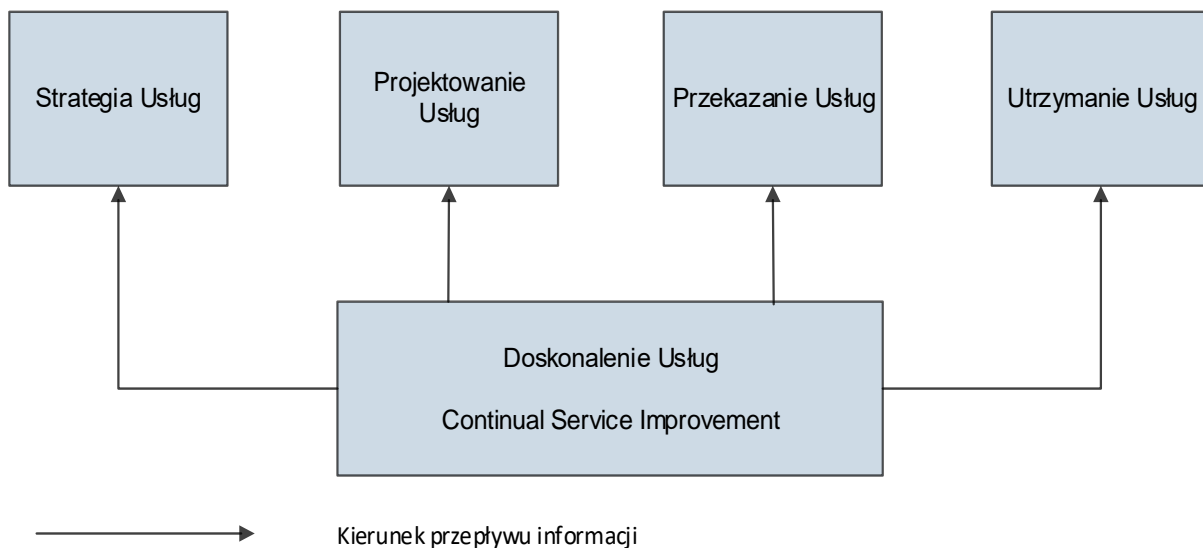 Strategia Usług
Projektowanie
Usług
Przekazanie Usług
Utrzymanie Usług
Doskonalenie Usług
Continual Service Improvement
Kierunek przepływu informacji